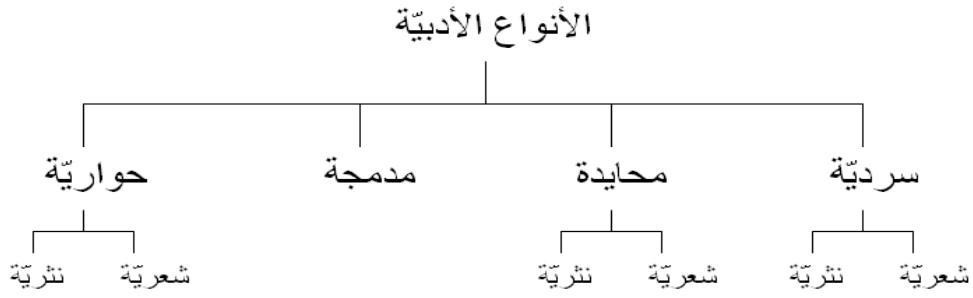 الأنواع الأدبيّة
سرديّة محايدة مدمجة حواريّة
شعريّة نثريّة شعريّة نثريّة شعريّة نثريّة